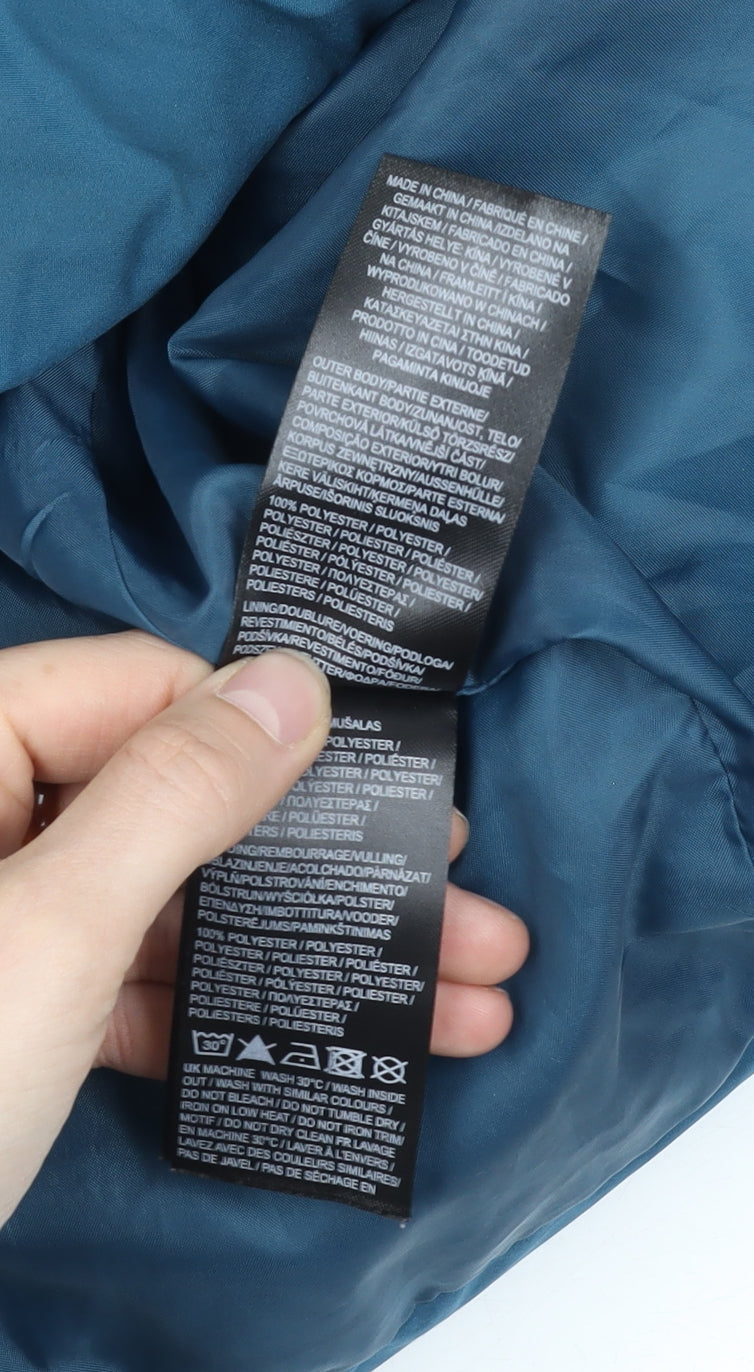 MADE IN CHINA / FABRIQUÉ EN CHINE /
GEMAAKT IN CHINA /IZDELANO NA
KITAJSKEM / FABRICADO EN CHINA /
GYÁRTÁS HELYE: KÍNA / VYROBENÉ V
ČÍNE / VYROBENO V ČÍNĚ / FABRICADO
NA CHINA / FRAMLEITT Í KÍNA /
WYPRODUKOWANO W CHINACH /
HERGESTELLT IN CHINA /
ΚΑΤΑΣΚΕΥΑΖΕΤΑΙ ΣΤΗΝ ΚΙΝΑ /
PRODOTTO IN CINA / TOODETUD
HIINAS / IZGATAVOTS ĶĪNĀ /
PAGAMINTA KINIJOJE
OUTER BODY/PARTIE EXTERNE/
BUITENKANT BODY/ZUNANJOST, TELO/
PARTE EXTERIOR/KÜLSŐ TÖRZSRÉSZ/
POVRCHOVÁ LÁTKA/VNĚJŠÍ ČÁST/
COMPOSIÇÃO EXTERIOR/YTRI BOLUR/
KORPUS ZEWNĘTRZNY/AUSSENHÜLLE/
ΕΞΩΤΕΡΙΚΟΣ ΚΟΡΜΟΣ/PARTE ESTERNA/
KERE VÄLISKIHT/ĶERMEŅA DAĻAS
ĀRPUSE/IŠORINIS SLUOKSNIS
100% POLYESTER / POLYESTER /
POLYESTER / POLIESTER / POLIÉSTER /
POLIÉSZTER / POLYESTER / POLYESTER/
POLIÉSTER / PÓLÝESTER / POLIESTER /
POLYESTER / ΠΟΛΥΕΣΤΕΡΑΣ /
POLIESTERE / POLÜESTER /
POLIESTERS / POLIESTERIS
LINING/DOUBLURE/VOERING/PODLOGA/
REVESTIMIENTO/BÉLÉS/PODŠÍVKA/
PODŠÍVKA/REVESTIMENTO/FÓÐUR/
POLYESTER /
POLIÉSTER /
POLYESTER / POLYESTER/
POLIESTER /
ΠΟΛΥΕΣΤΕΡΑΣ /
POLÜESTER /
POLIESTERIS
/REMBOURRAGE/VULLING/
/ACOLCHADO/PÁRNÁZAT/
VÝPLŇ/POLSTROVÁNÍ/ENCHIMENTO/
BÓLSTRUN/WYŚCIÓŁKA/POLSTER/
ΕΠΕΝΔΥΣΗ/IMBOTTITURA/VOODER/
POLSTERĒJUMS/PAMINKŠTINIMAS
100% POLYESTER / POLYESTER /
POLYESTER / POLIESTER / POLIÉSTER /
POLIÉSZTER / POLYESTER / POLYESTER/
POLIÉSTER / PÓLÝESTER / POLIESTER /
POLYESTER / ΠΟΛΥΕΣΤΕΡΑΣ /
POLIESTERE / POLÜESTER /
POLIESTERS / POLIESTERIS
30°
UK MACHINE WASH 30°C / WASH INSIDE
OUT / WASH WITH SIMILAR COLOURS /
DO NOT BLEACH / DO NOT TUMBLE DRY /
IRON ON LOW HEAT / DO NOT IRON TRIM/
MOTIF / DO NOT DRY CLEAN FR LAVAGE
EN MACHINE 30°C / LAVER À L'ENVERS /
LAVEZ AVEC DES COULEURS SIMILAIRES/
PAS DE JAVEL / PAS DE SÉCHAGE EN